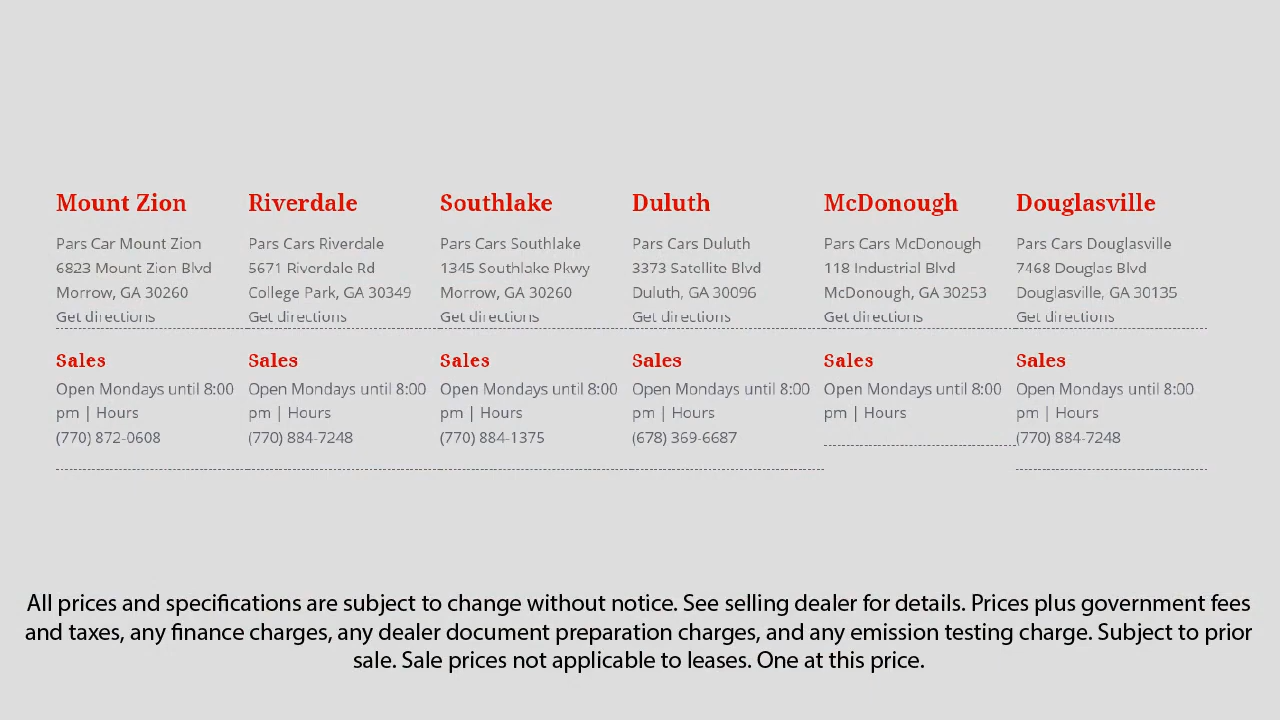 Mount Zion
Pars Car Mount Zion
6823 Mount Zion Blvd
Morrow, GA 30260
Get directions
Sales
Open Mondays until 8:00
pm | Hours
(770) 872-0608
Riverdale
Pars Cars Riverdale
5671 Riverdale Rd
College Park, GA 30349
Get directions
Sales
Open Mondays until 8:00
pm | Hours
(770) 884-7248
Southlake
Pars Cars Southlake
1345 Southlake Pkwy
Morrow, GA 30260
Get directions
Sales
Open Mondays until 8:00
pm | Hours
(770) 884-1375
Duluth
Pars Cars Duluth
3373 Satellite Blvd
Duluth, GA 30096
Get directions
Sales
Open Mondays until 8:00
pm | Hours
(678) 369-6687
McDonough
Pars Cars McDonough
118 Industrial Blvd
McDonough, GA 30253
Get directions
Sales
Open Mondays until 8:00
pm | Hours
Douglasville
Pars Cars Douglasville
7468 Douglas Blvd
Douglasville, GA 30135
Get directions
Sales
Open Mondays until 8:00
pm | Hours
(770) 884-7248
All prices and specifications are subject to change without notice. See selling dealer for details. Prices plus government fees
and taxes, any finance charges, any dealer document preparation charges, and any emission testing charge. Subject to prior
sale. Sale prices not applicable to leases. One at this price.